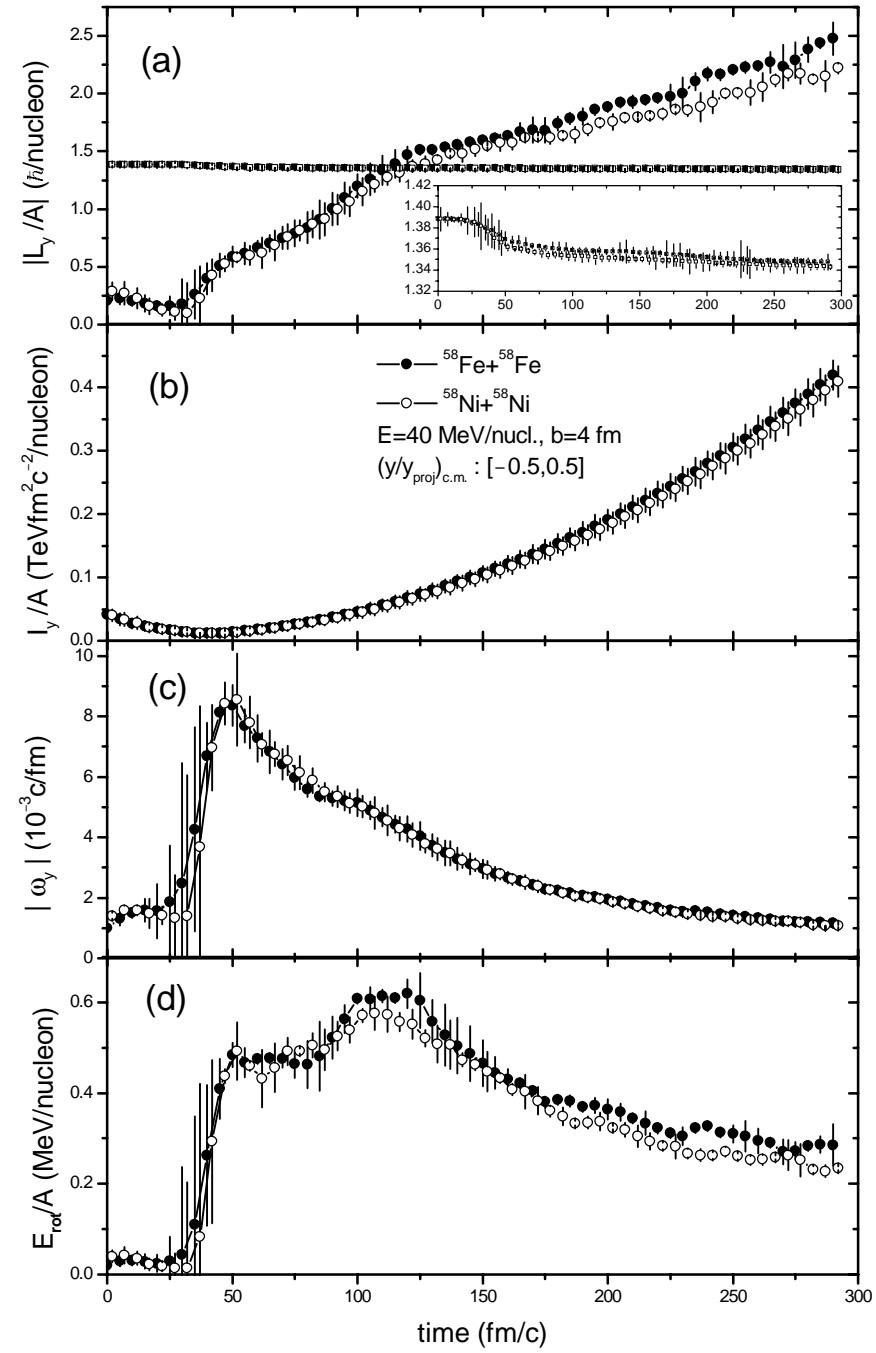 2.5
2.0
1.5
1.0
0.5
0.0
|L_y/A| (ħ/nucleon)
(a)
1.42
1.40
1.38
1.36
1.34
1.32
0 50 100 150 200 250 300
0.4
0.3
0.2
0.1
0.0
I_y/A (TeVfm²c⁻²/nucleon)
(b)
⁵⁸Fe+⁵⁸Fe
⁵⁸Ni+⁵⁸Ni
E=40 MeV/nucl., b=4 fm
(y/y_proj)_c.m. : [−0.5,0.5]
10
8
6
4
2
0
| ω_y | (10⁻³c/fm)
(c)
0.6
0.4
0.2
0.0
E_rot/A (MeV/nucleon)
(d)
0 50 100 150 200 250 300
time (fm/c)